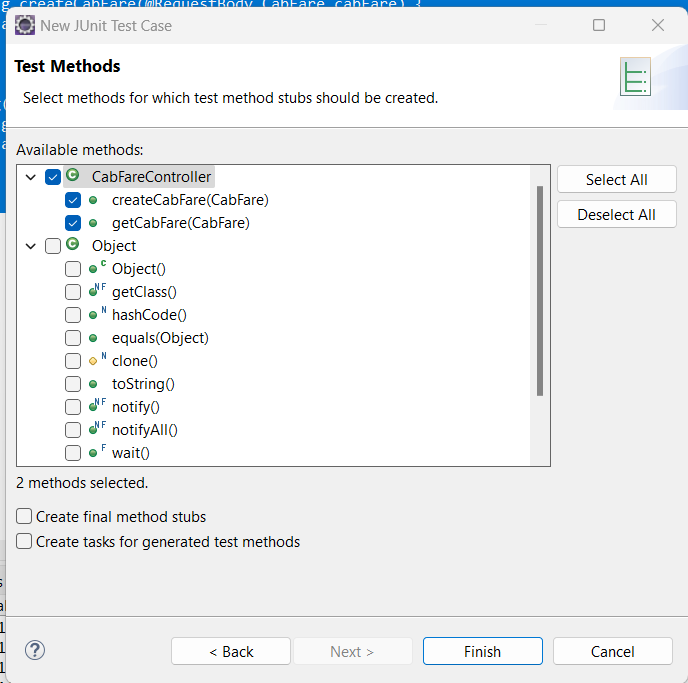 g createCabFare(@RequestBody CabFare cabFare) {
New JUnit Test Case
Test Methods
Select methods for which test method stubs should be created.
Available methods:
CabFareController
createCabFare(CabFare)
getCabFare(CabFare)
Object
C Object()
NF getClass()
N hashCode()
equals(Object)
N clone()
toString()
NF notify()
NF notifyAll()
F wait()
Select All
Deselect All
2 methods selected.
Create final method stubs
Create tasks for generated test methods
?
< Back
Next >
Finish
Cancel